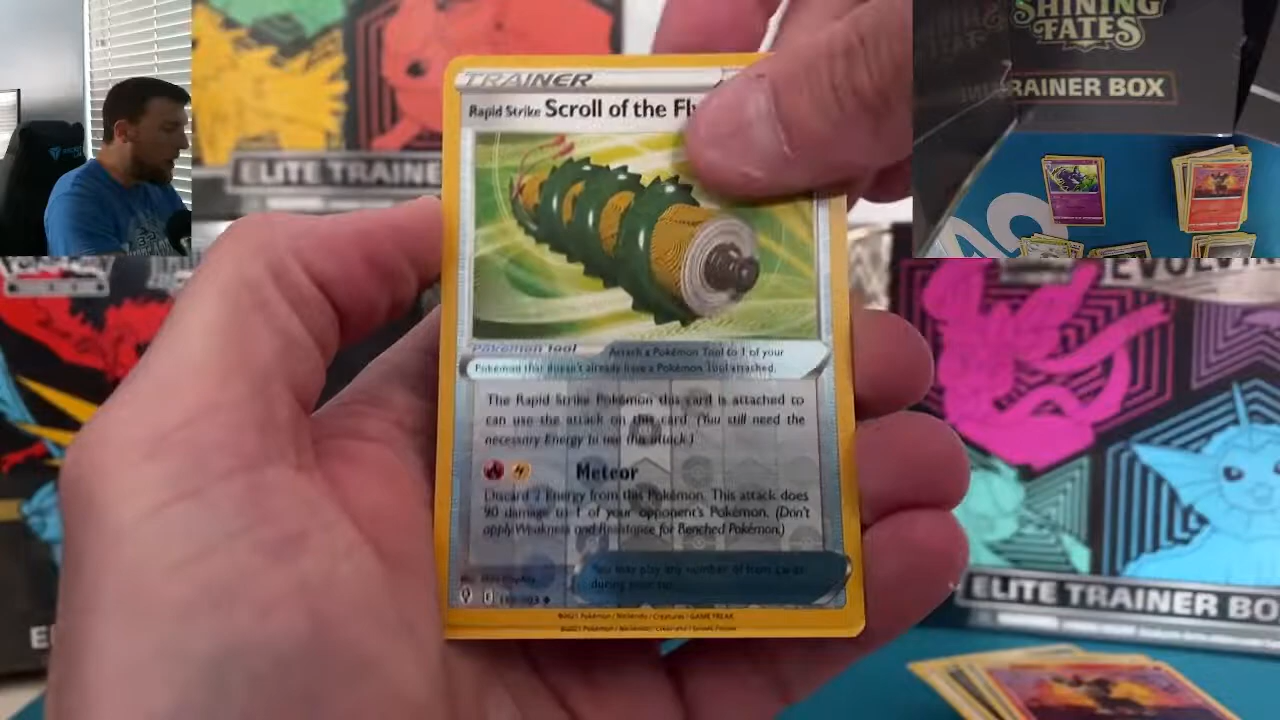 SHINING
FATES
TRAINER BOX
ELITE TRAINE
TRAINER
Rapid Strike Scroll of the Fl
Pokémon Tool
Attach a Pokémon Tool to 1 of your
Pokémon that doesn't already have a Pokémon Tool attached.
The Rapid Strike Pokémon this card is attached to
can use the attack on this card. (You still need the
necessary Energy to use this attack.)
Meteor
Discard 2 Energy from this Pokémon. This attack does
90 damage to 1 of your opponent's Pokémon. (Don't
apply Weakness and Resistance for Benched Pokémon.)
You may play any number of Item cards
during your turn.
©2021 Pokémon / Nintendo / Creatures / GAME FREAK
EVOLVI
ELITE TRAINER BO